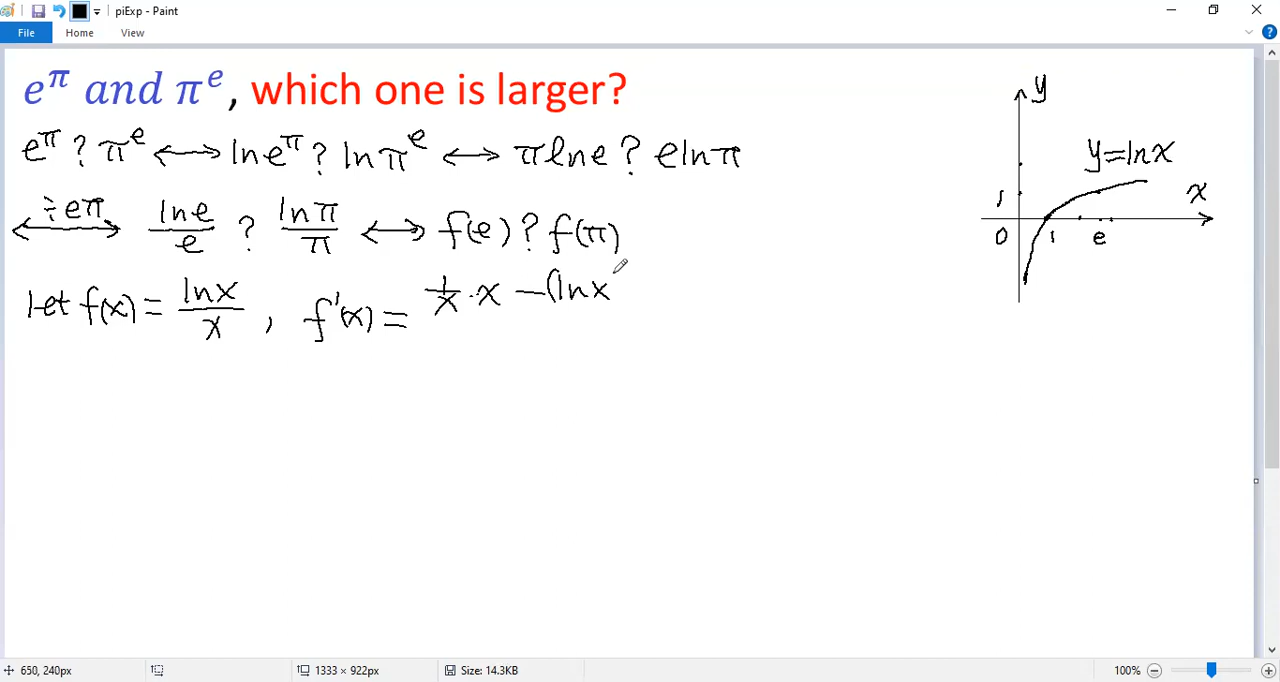 piExp - Paint
File Home View
e^π and π^e, which one is larger?
e^π ? π^e ⟷ ln e^π ? ln π^e ⟷ π ln e ? e ln π
÷ eπ ⟷ ln e / e ? ln π / π ⟷ f(e) ? f(π)
let f(x) = ln x / x , f'(x) = 1/x · x − (ln x
y
y = ln x
1
x
0 1 e
650, 240px 1333 × 922px Size: 14.3KB 100%